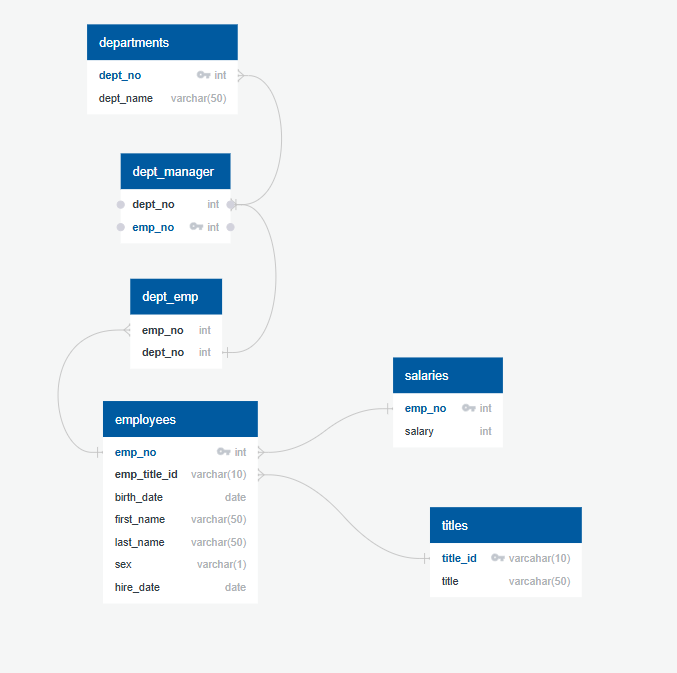 departments
dept_no int
dept_name varchar(50)
dept_manager
dept_no int
emp_no int
dept_emp
emp_no int
dept_no int
employees
emp_no int
emp_title_id varchar(10)
birth_date date
first_name varchar(50)
last_name varchar(50)
sex varchar(1)
hire_date date
salaries
emp_no int
salary int
titles
title_id varcahar(10)
title varcahar(50)